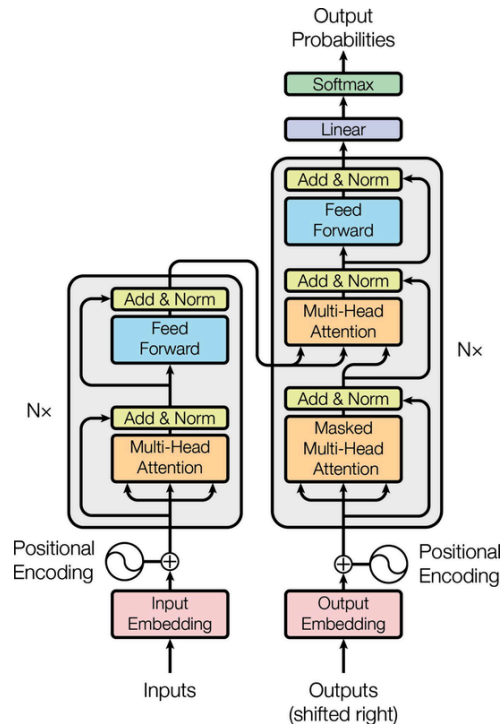 Output
Probabilities
Softmax
Linear
Add & Norm
Feed
Forward
Add & Norm
Multi-Head
Attention
N×
Add & Norm
Masked
Multi-Head
Attention
Add & Norm
Feed
Forward
N×
Add & Norm
Multi-Head
Attention
Positional
Encoding
Positional
Encoding
Input
Embedding
Output
Embedding
Inputs
Outputs
(shifted right)